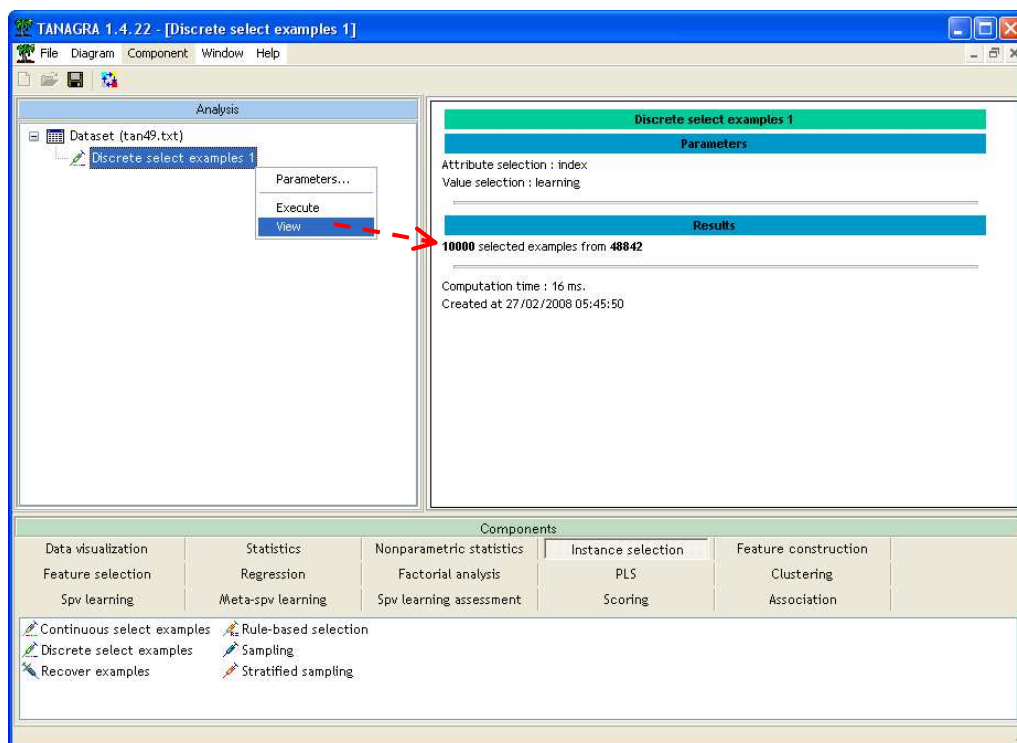 TANAGRA 1.4.22 - [Discrete select examples 1]
File Diagram Component Window Help
Analysis
Dataset (tan49.txt)
Discrete select examples 1
Parameters...
Execute
View
Discrete select examples 1
Parameters
Attribute selection : index
Value selection : learning
Results
10000 selected examples from 48842
Computation time : 16 ms.
Created at 27/02/2008 05:45:50
Components
Data visualization Statistics Nonparametric statistics Instance selection Feature construction
Feature selection Regression Factorial analysis PLS Clustering
Spv learning Meta-spv learning Spv learning assessment Scoring Association
Continuous select examples Rule-based selection
Discrete select examples Sampling
Recover examples Stratified sampling